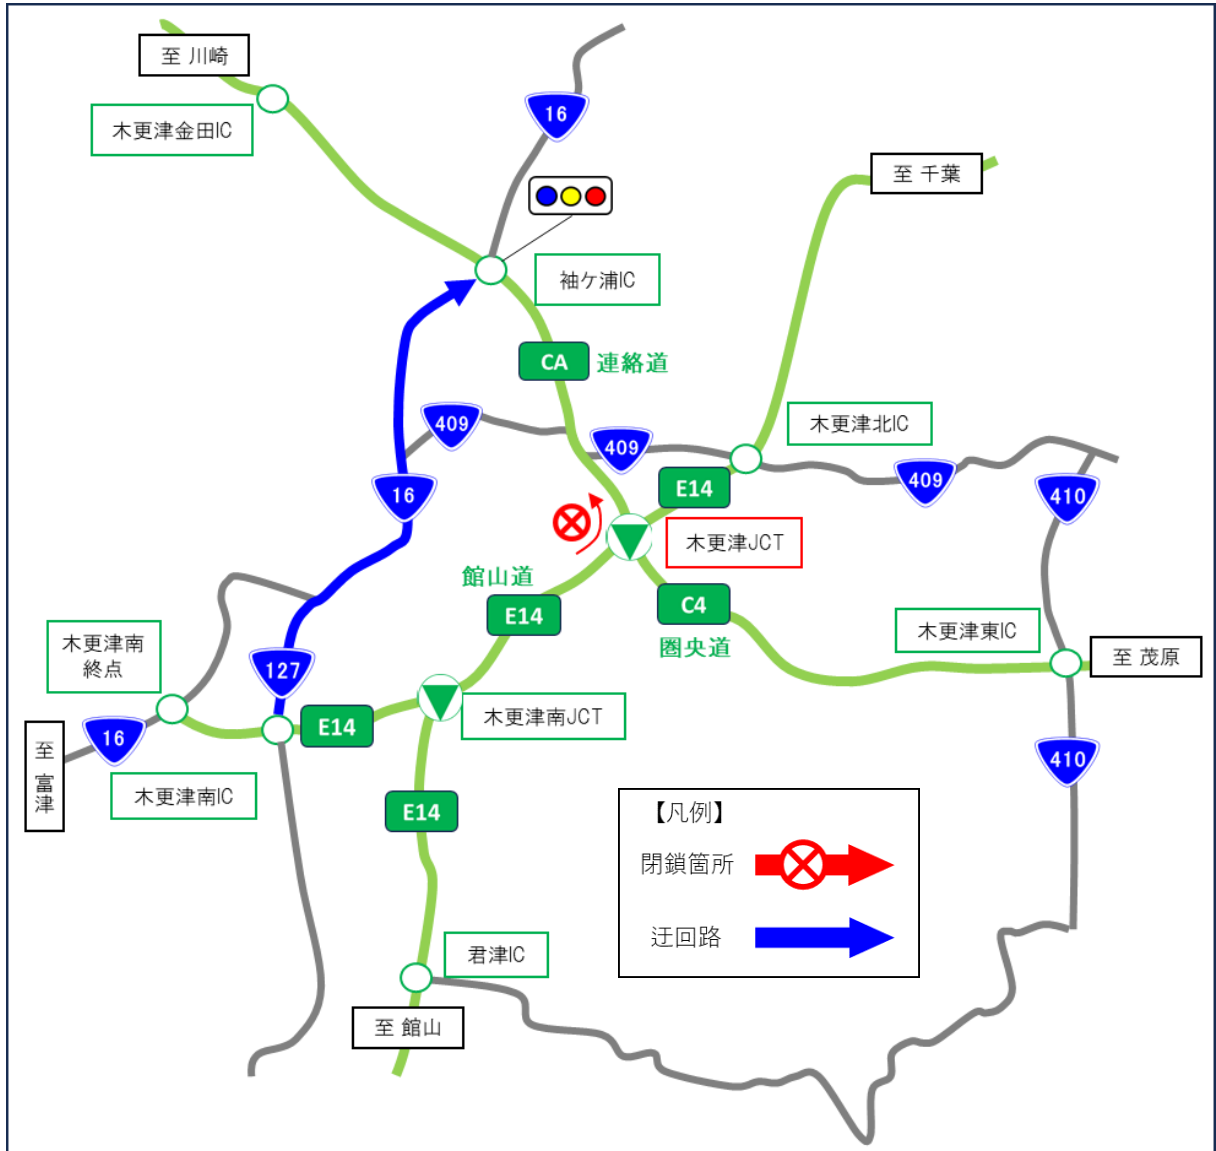 至 川崎
木更津金田IC
16
至 千葉
袖ケ浦IC
CA
連絡道
409
409
木更津北IC
409
410
E14
16
木更津JCT
館山道
E14
C4
圏央道
木更津東IC
至 茂原
木更津南
終点
127
16
E14
木更津南JCT
至 富津
木更津南IC
E14
410
【凡例】
閉鎖箇所
迂回路
君津IC
至 館山